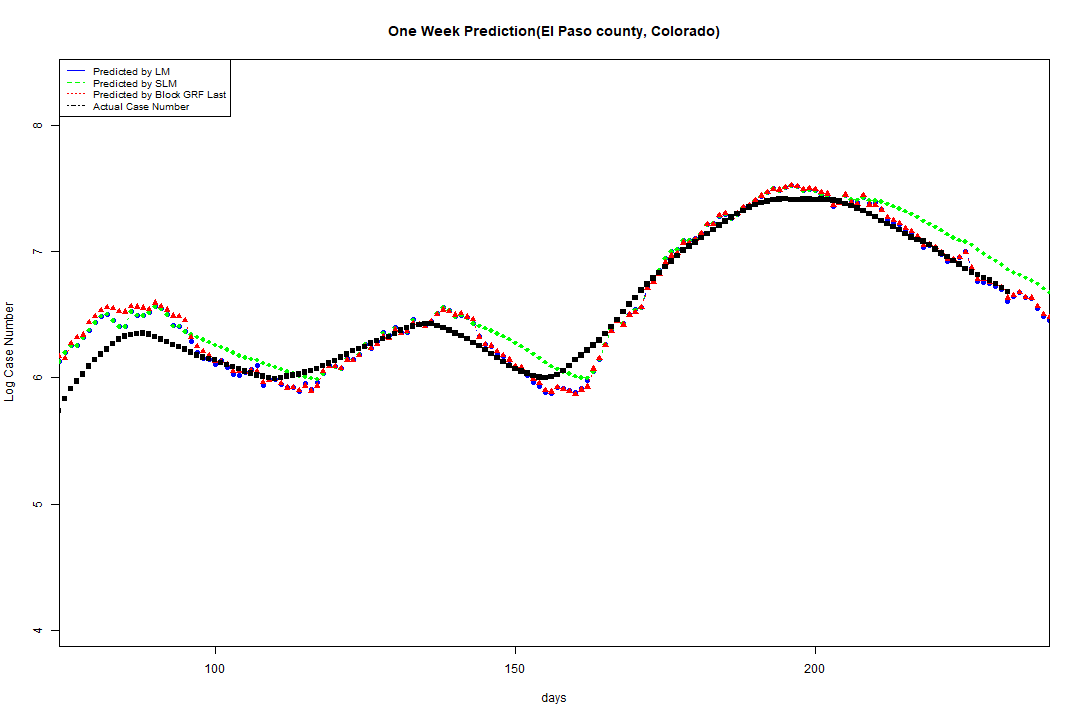 One Week Prediction(El Paso county, Colorado)
Predicted by LM
Predicted by SLM
Predicted by Block GRF Last
Actual Case Number
8
7
6
5
4
Log Case Number
100 150 200
days